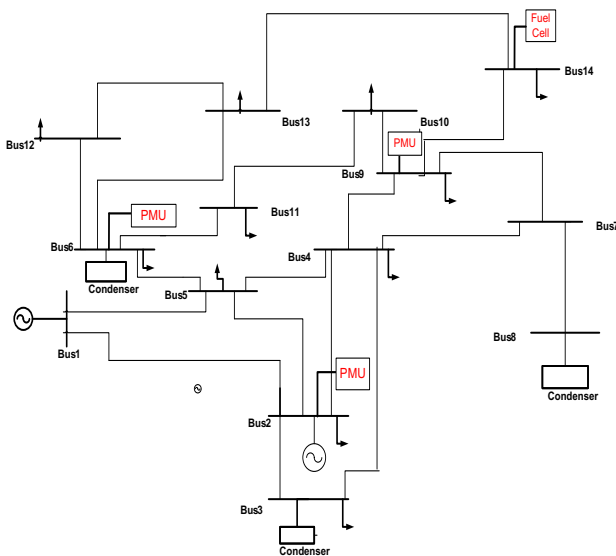 Fuel
Cell
Bus14
Bus13
Bus10
Bus12
PMU
Bus9
Bus11
PMU
Bus7
Bus6
Bus4
Condenser
Bus5
Bus8
Bus1
PMU
Condenser
Bus2
Bus3
Condenser